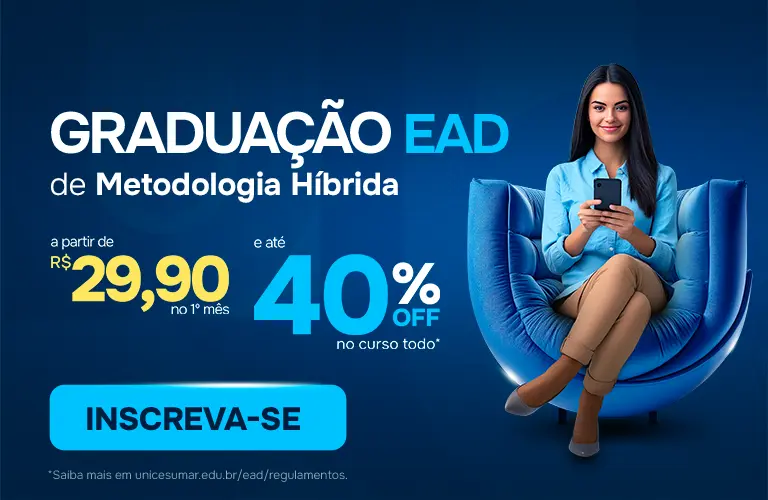 GRADUAÇÃO EAD
de Metodologia Híbrida
a partir de
R$29,90
no 1º mês
e até
40%
OFF
no curso todo*
INSCREVA-SE
*Saiba mais em unicesumar.edu.br/ead/regulamentos.